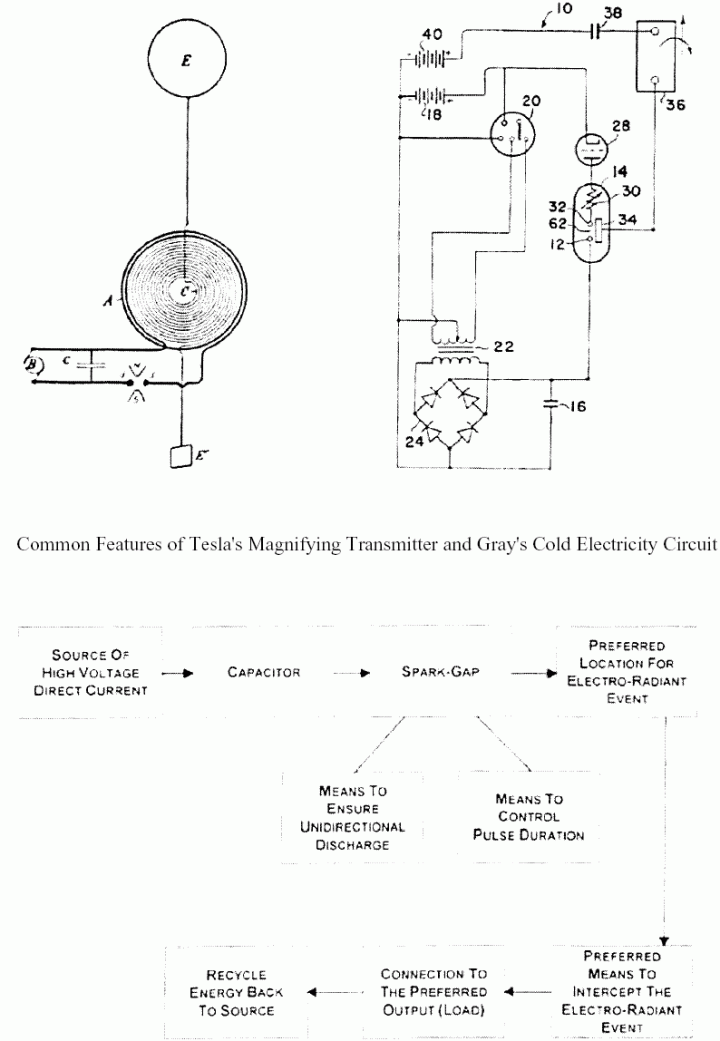 E
A
C
B
C
E'
10
38
40
18
20
36
28
14
30
32
34
62
12
22
16
24
Common Features of Tesla's Magnifying Transmitter and Gray's Cold Electricity Circuit
SOURCE OF
HIGH VOLTAGE
DIRECT CURRENT
CAPACITOR
SPARK-GAP
PREFERRED
LOCATION FOR
ELECTRO-RADIANT
EVENT
MEANS TO
ENSURE
UNIDIRECTIONAL
DISCHARGE
MEANS TO
CONTROL
PULSE DURATION
RECYCLE
ENERGY BACK
TO SOURCE
CONNECTION TO
THE PREFERRED
OUTPUT (LOAD)
PREFERRED
MEANS TO
INTERCEPT THE
ELECTRO-RADIANT
EVENT